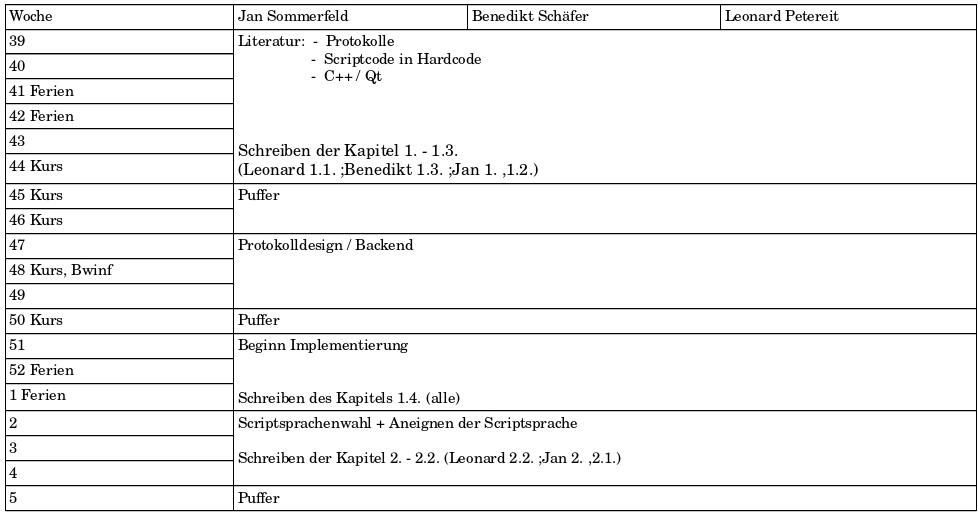 Woche Jan Sommerfeld Benedikt Schäfer Leonard Petereit
39 Literatur: - Protokolle
- Scriptcode in Hardcode
40
- C++ / Qt
41 Ferien
42 Ferien
43
Schreiben der Kapitel 1. - 1.3.
44 Kurs
(Leonard 1.1. ;Benedikt 1.3. ;Jan 1. ,1.2.)
45 Kurs Puffer
46 Kurs
47 Protokolldesign / Backend
48 Kurs, Bwinf
49
50 Kurs Puffer
51 Beginn Implementierung
52 Ferien
1 Ferien Schreiben des Kapitels 1.4. (alle)
2 Scriptsprachenwahl + Aneignen der Scriptsprache
3
Schreiben der Kapitel 2. - 2.2. (Leonard 2.2. ;Jan 2. ,2.1.)
4
5 Puffer